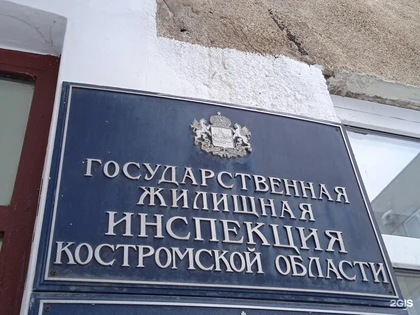 ГОСУДАРСТВЕННАЯ
ЖИЛИЩНАЯ
ИНСПЕКЦИЯ
КОСТРОМСКОЙ ОБЛАСТИ
2GIS